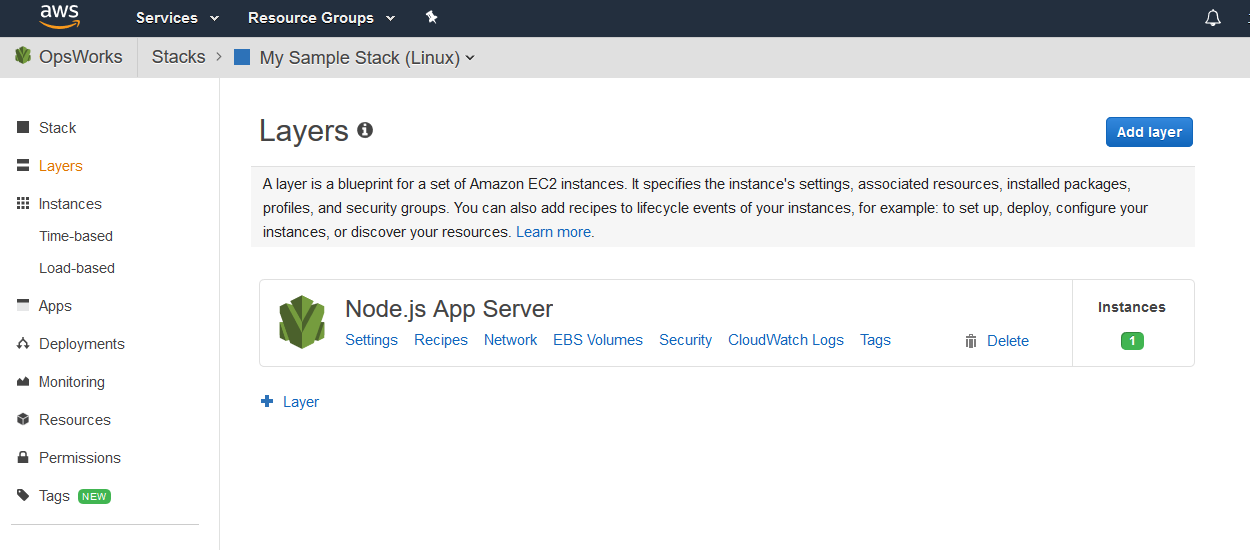 aws Services Resource Groups
OpsWorks Stacks My Sample Stack (Linux)
Stack
Layers
Instances
Time-based
Load-based
Apps
Deployments
Monitoring
Resources
Permissions
Tags NEW
Layers
Add layer
A layer is a blueprint for a set of Amazon EC2 instances. It specifies the instance's settings, associated resources, installed packages,
profiles, and security groups. You can also add recipes to lifecycle events of your instances, for example: to set up, deploy, configure your
instances, or discover your resources. Learn more.
Node.js App Server
Settings Recipes Network EBS Volumes Security CloudWatch Logs Tags Delete
Instances
1
Layer